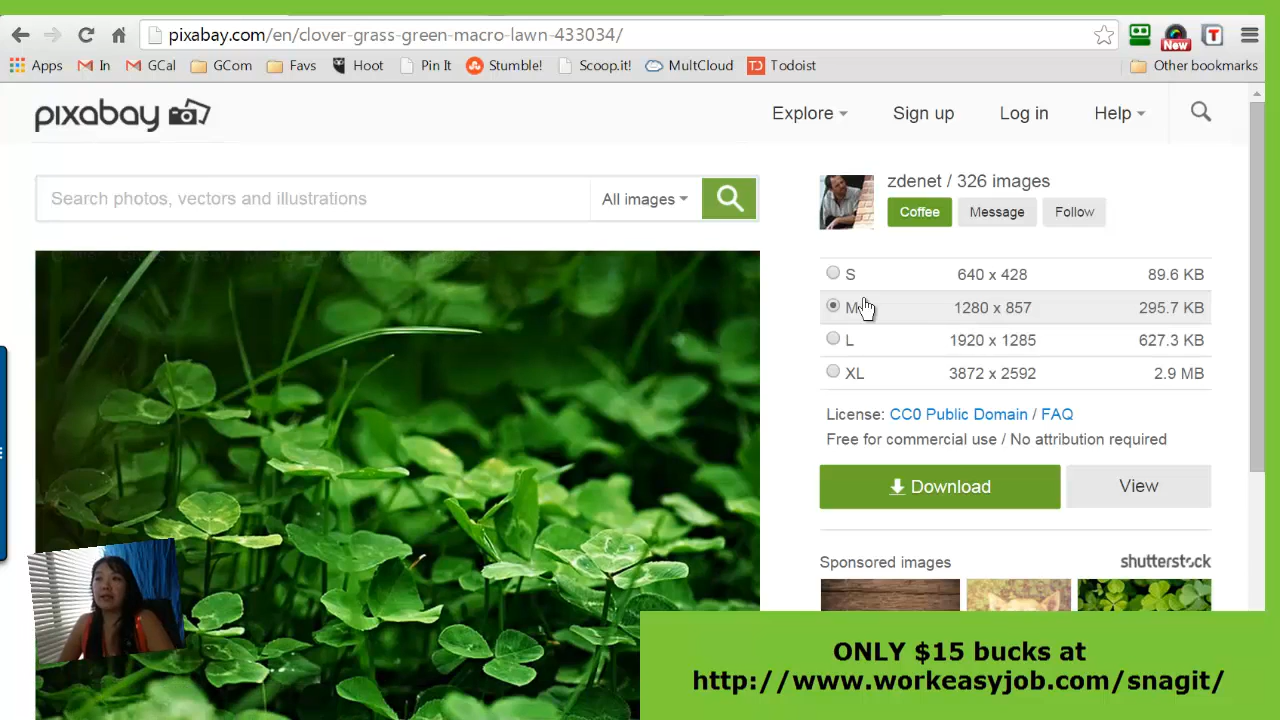 pixabay.com/en/clover-grass-green-macro-lawn-433034/
New
T
Apps In GCal GCom Favs Hoot Pin It Stumble! Scoop.it! MultCloud Todoist Other bookmarks
pixabay Explore Sign up Log in Help
zdenet / 326 images
Search photos, vectors and illustrations All images
Coffee Message Follow
S 640 x 428 89.6 KB
M 1280 x 857 295.7 KB
L 1920 x 1285 627.3 KB
XL 3872 x 2592 2.9 MB
License: CC0 Public Domain / FAQ
Free for commercial use / No attribution required
Download View
Sponsored images shutterstock
ONLY $15 bucks at
http://www.workeasyjob.com/snagit/